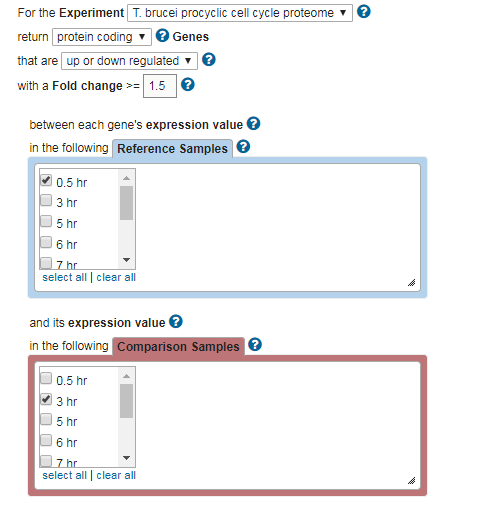 For the Experiment T. brucei procyclic cell cycle proteome
return protein coding Genes
that are up or down regulated
with a Fold change >= 1.5
between each gene's expression value
in the following Reference Samples
0.5 hr
3 hr
5 hr
6 hr
7 hr
select all | clear all
and its expression value
in the following Comparison Samples
0.5 hr
3 hr
5 hr
6 hr
7 hr
select all | clear all